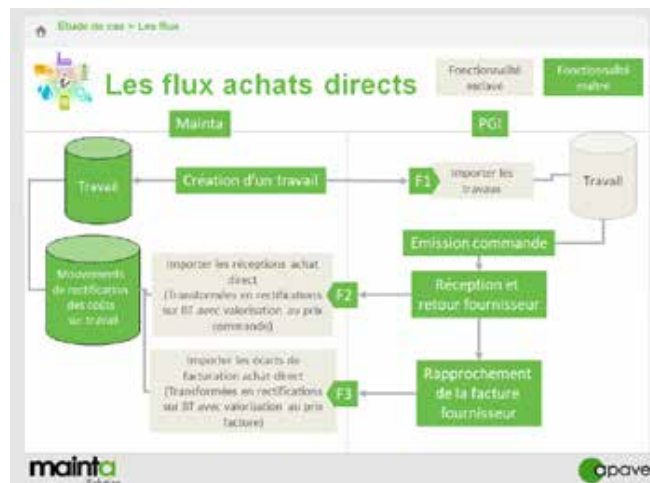 Etude de cas > Les flux
Les flux achats directs
Fonctionnalité
esclave
Fonctionnalité
maître
Mainta
PGI
Travail
Création d'un travail
F1
Importer les
travaux
Travail
Emission commande
Mouvements
de rectification
des coûts
sur travail
Importer les réceptions achat
direct
(Transformées en rectifications
sur BT avec valorisation au prix
commande)
F2
Réception et
retour fournisseur
Importer les écarts de
facturation achat direct
(Transformées en rectifications
sur BT avec valorisation au prix
facture)
F3
Rapprochement
de la facture
fournisseur
mainta
Solution
apave